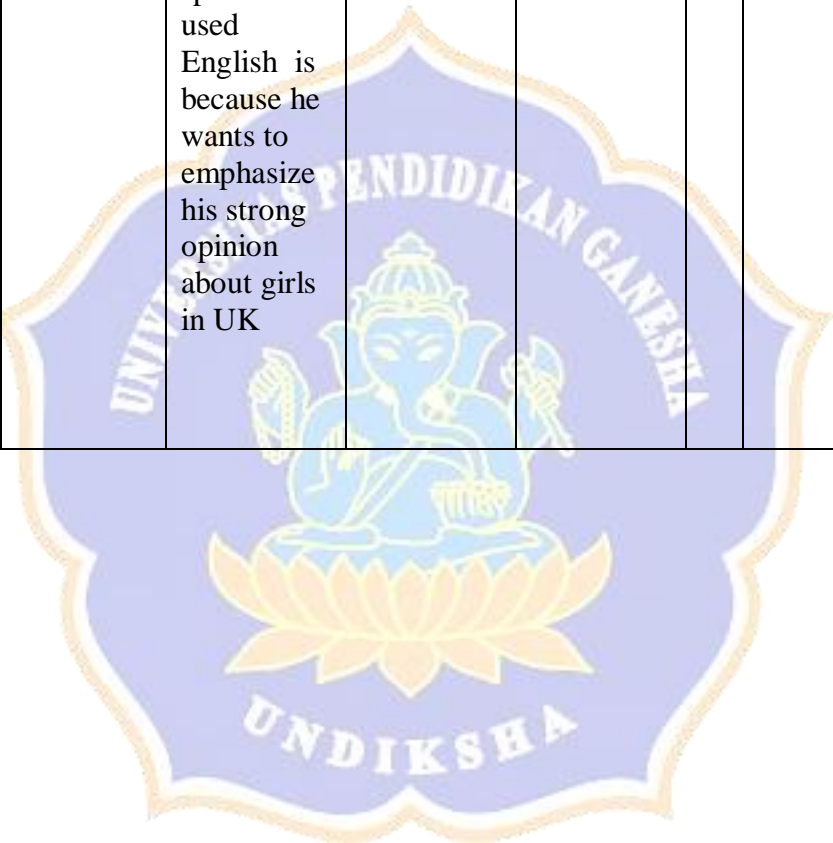 used
English is
because he
wants to
emphasize
his strong
opinion
about girls
in UK
UNIVERSITAS PENDIDIKAN GANESHA
UNDIKSHA